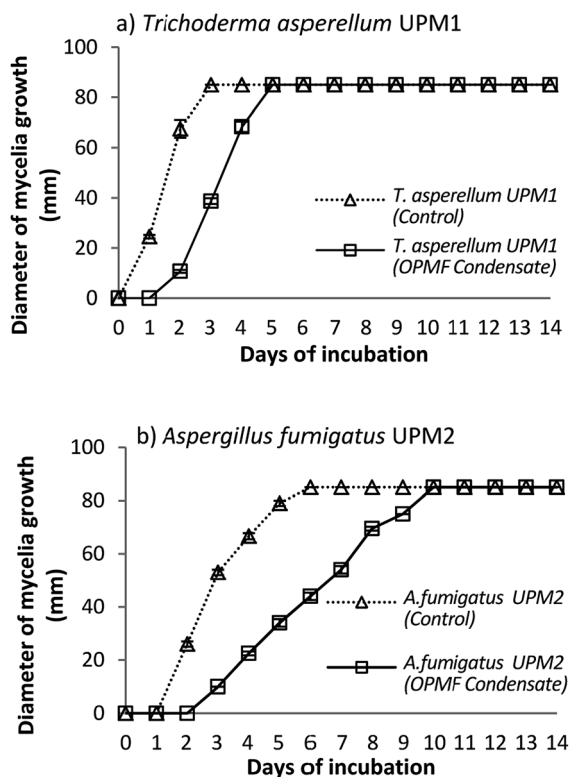 a) Trichoderma asperellum UPM1
Diameter of mycelia growth
(mm)
100
80
60
40
20
0
T. asperellum UPM1
(Control)
T. asperellum UPM1
(OPMF Condensate)
0 1 2 3 4 5 6 7 8 9 10 11 12 13 14
Days of incubation
b) Aspergillus fumigatus UPM2
Diameter of mycelia growth
(mm)
100
80
60
40
20
0
A.fumigatus UPM2
(Control)
A.fumigatus UPM2
(OPMF Condensate)
0 1 2 3 4 5 6 7 8 9 10 11 12 13 14
Days of incubation